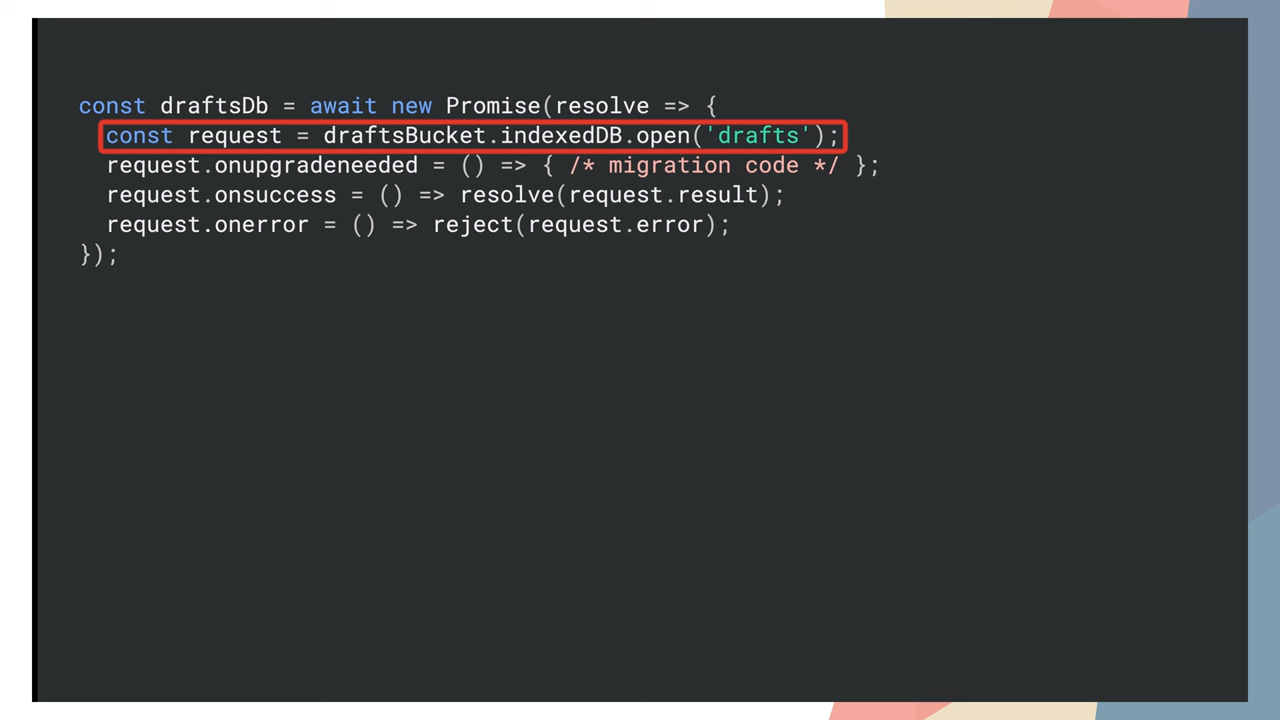 const draftsDb = await new Promise(resolve => {
const request = draftsBucket.indexedDB.open('drafts');
request.onupgradeneeded = () => { /* migration code */ };
request.onsuccess = () => resolve(request.result);
request.onerror = () => reject(request.error);
});